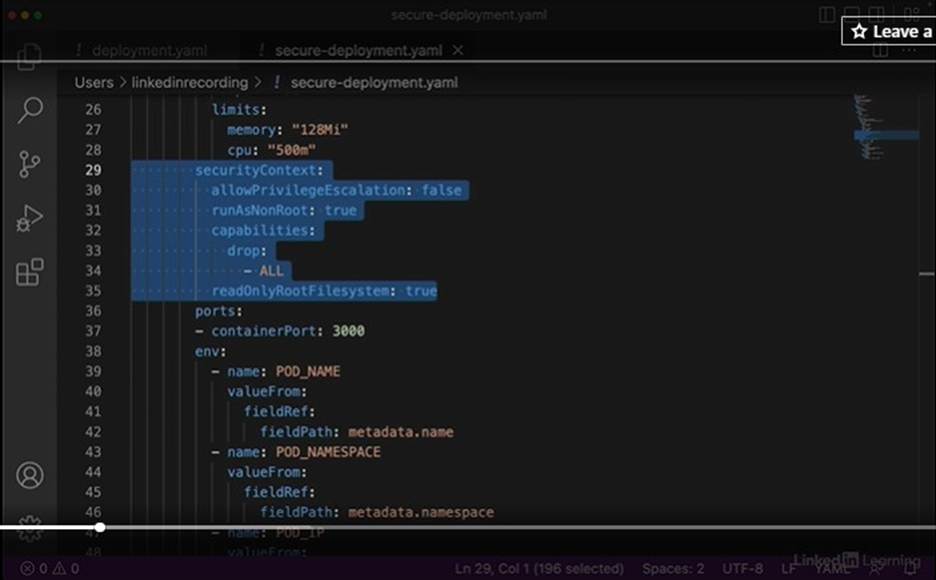 secure-deployment.yaml
Leave a
! deployment.yaml
! secure-deployment.yaml ×
Users > linkedinrecording > ! secure-deployment.yaml
26 limits:
27 memory: "128Mi"
28 cpu: "500m"
29 securityContext:
30 allowPrivilegeEscalation: false
31 runAsNonRoot: true
32 capabilities:
33 drop:
34 - ALL
35 readOnlyRootFilesystem: true
36 ports:
37 - containerPort: 3000
38 env:
39 - name: POD_NAME
40 valueFrom:
41 fieldRef:
42 fieldPath: metadata.name
43 - name: POD_NAMESPACE
44 valueFrom:
45 fieldRef:
46 fieldPath: metadata.namespace
47 - name: POD_IP
48 valueFrom:
LinkedIn Learning
0 0 Ln 29, Col 1 (196 selected) Spaces: 2 UTF-8 LF YAML